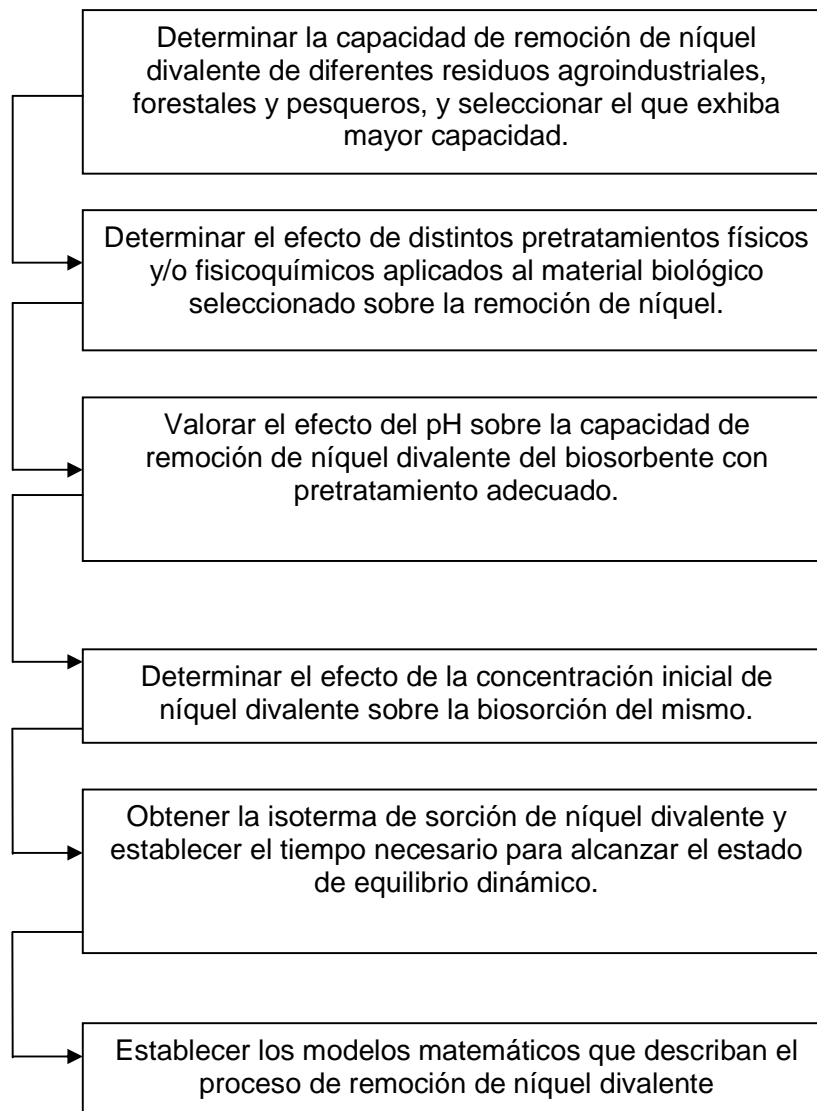 Determinar la capacidad de remoción de níquel
divalente de diferentes residuos agroindustriales,
forestales y pesqueros, y seleccionar el que exhiba
mayor capacidad.
Determinar el efecto de distintos pretratamientos físicos
y/o fisicoquímicos aplicados al material biológico
seleccionado sobre la remoción de níquel.
Valorar el efecto del pH sobre la capacidad de
remoción de níquel divalente del biosorbente con
pretratamiento adecuado.
Determinar el efecto de la concentración inicial de
níquel divalente sobre la biosorción del mismo.
Obtener la isoterma de sorción de níquel divalente y
establecer el tiempo necesario para alcanzar el estado
de equilibrio dinámico.
Establecer los modelos matemáticos que describan el
proceso de remoción de níquel divalente